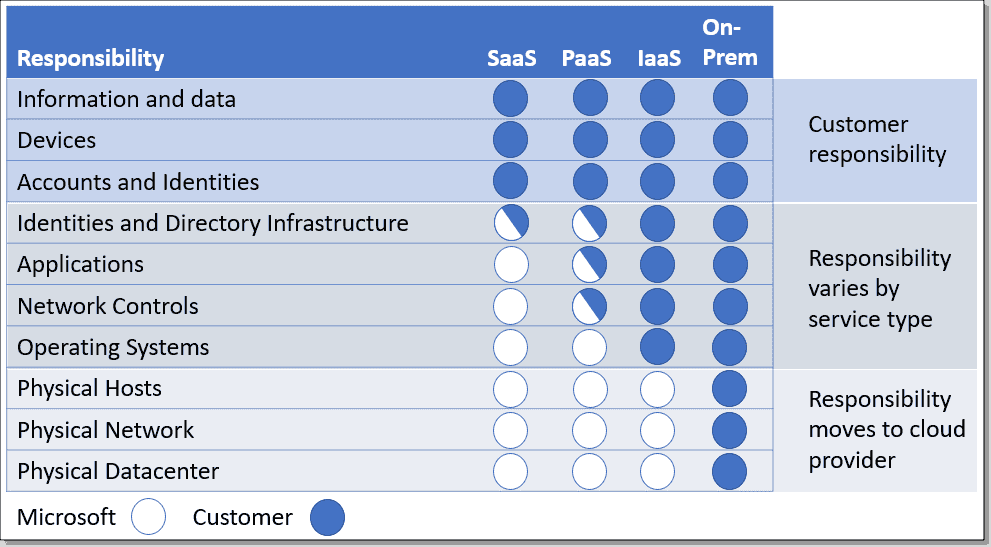 Responsibility SaaS PaaS IaaS On-
Prem
Information and data
Devices
Accounts and Identities
Customer
responsibility
Identities and Directory Infrastructure
Applications
Network Controls
Operating Systems
Responsibility
varies by
service type
Physical Hosts
Physical Network
Physical Datacenter
Responsibility
moves to cloud
provider
Microsoft Customer